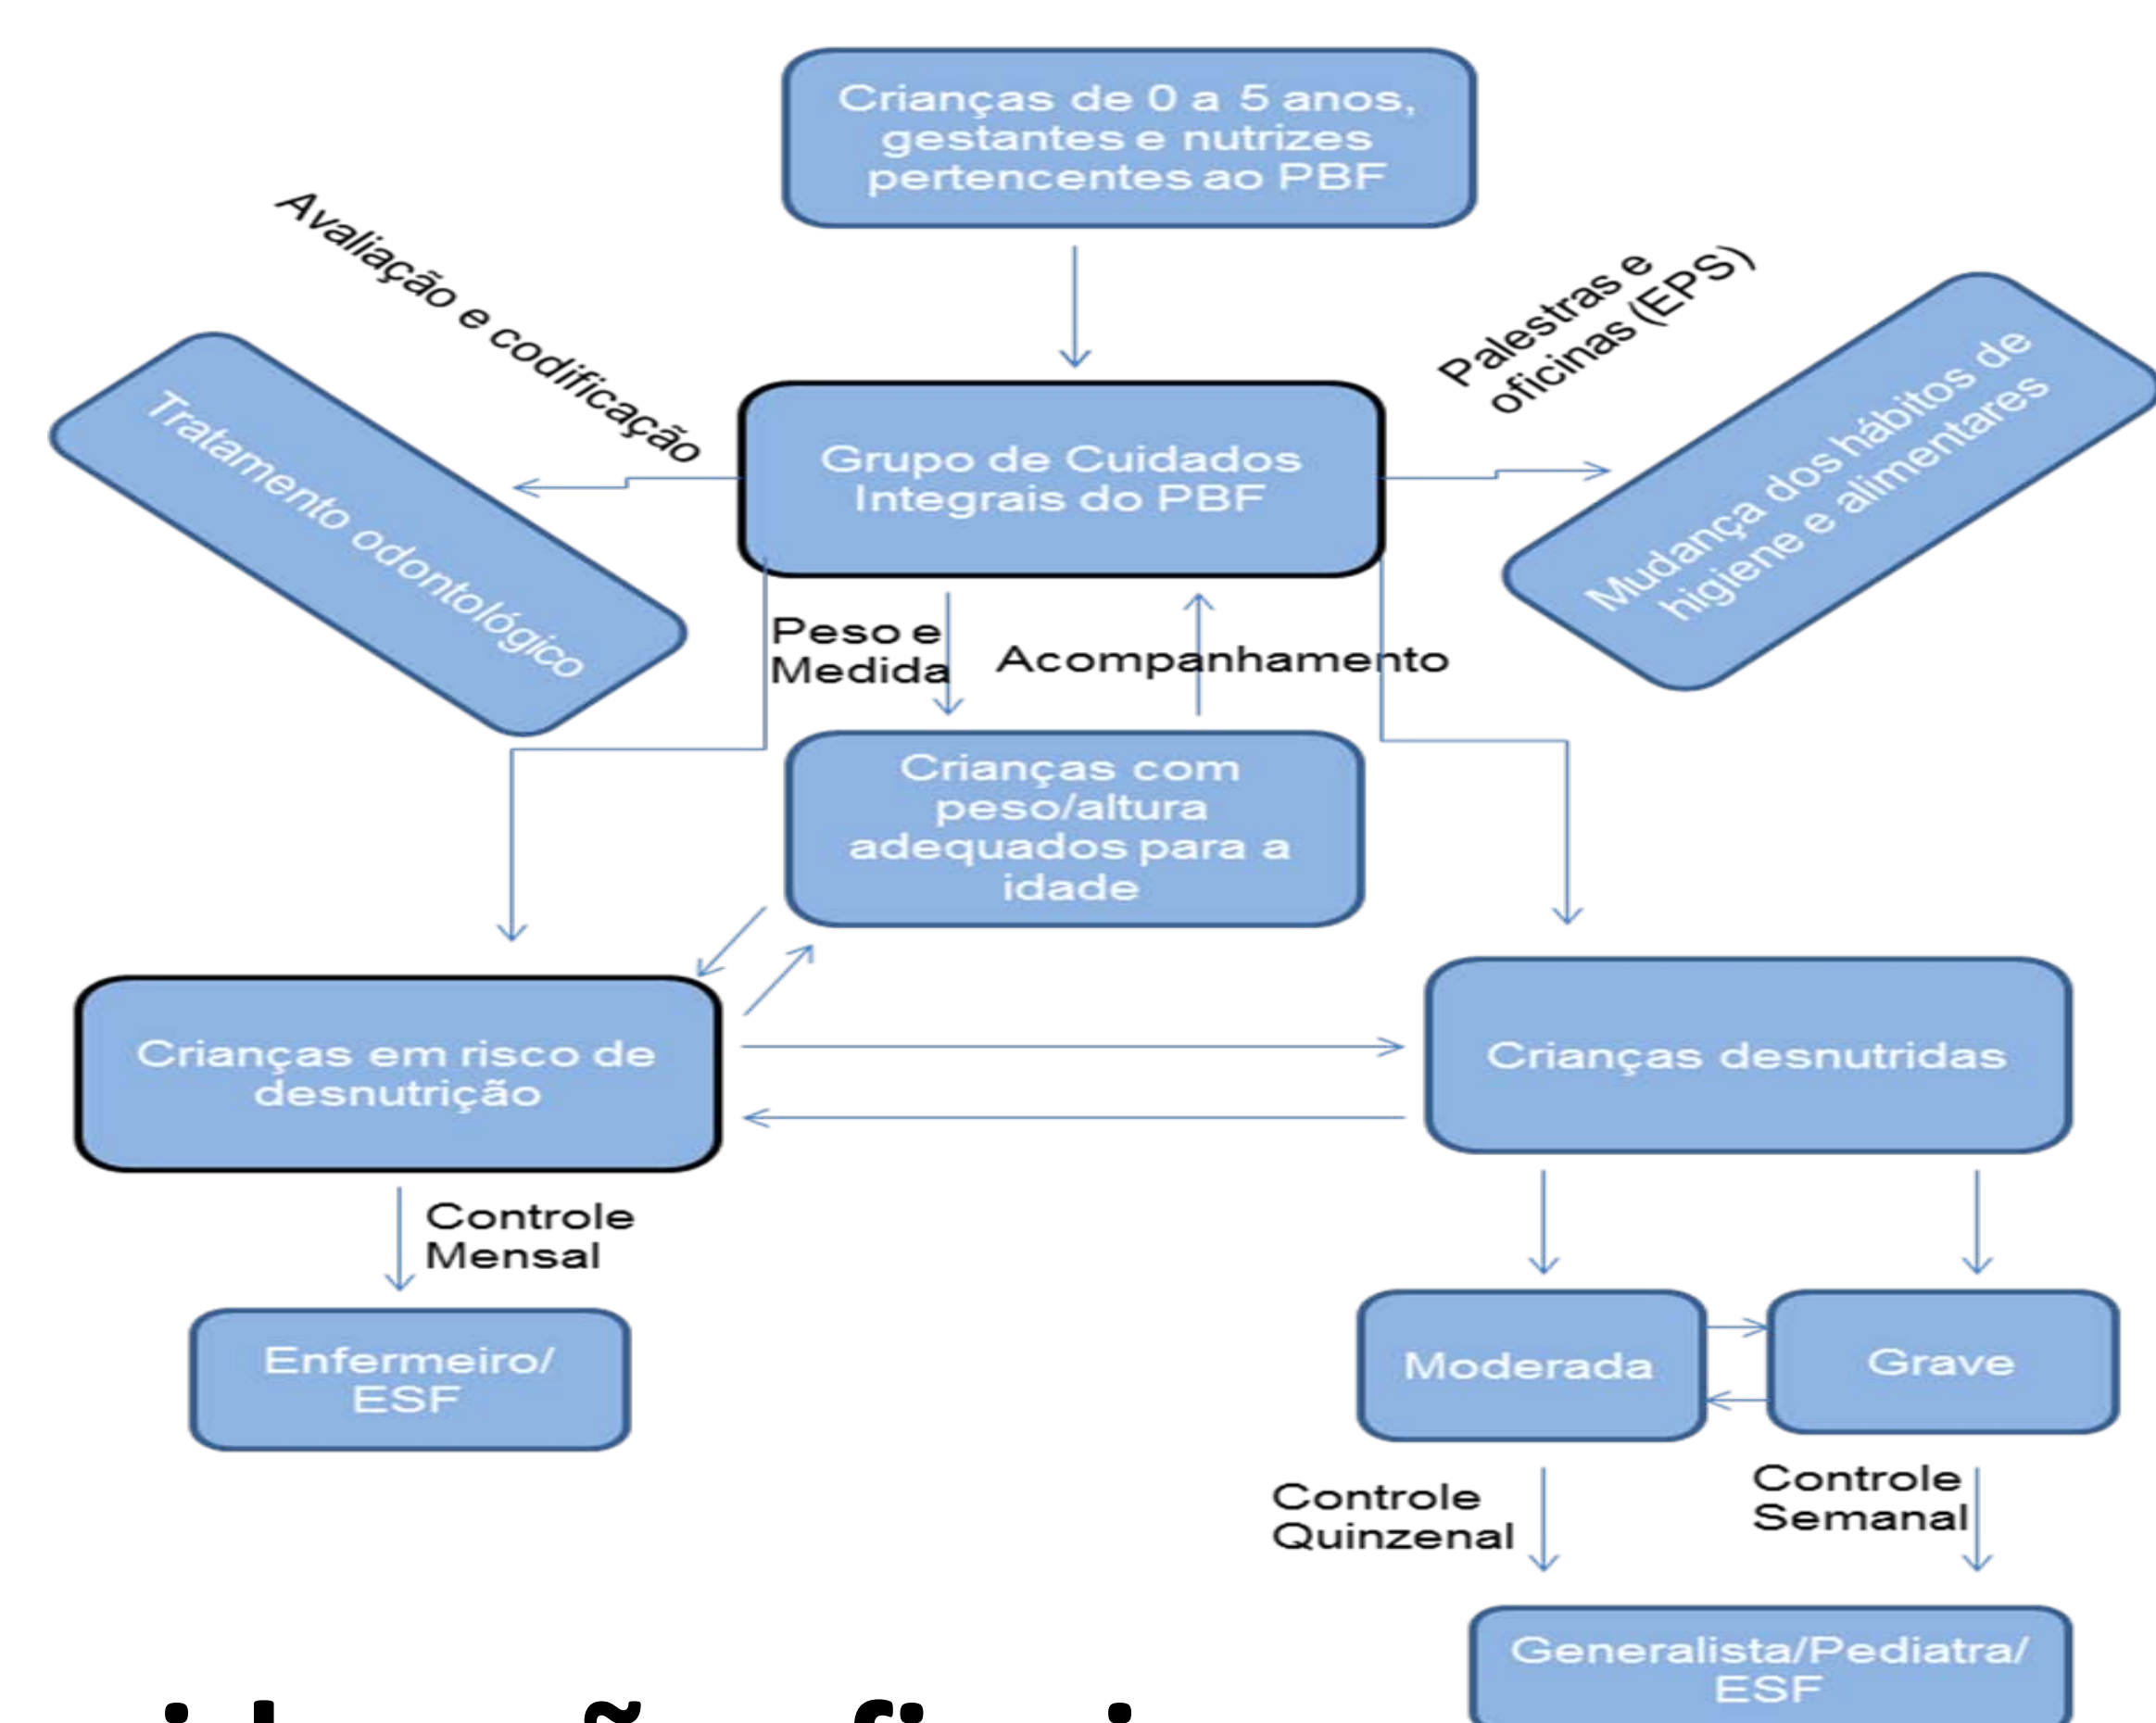 Crianças de 0 a 5 anos,
gestantes e nutrizes
pertencentes ao PBF
Avaliação e codificação
Palestras e
oficinas (EPS)
Tratamento odontológico
Grupo de Cuidados
Integrais do PBF
Mudança dos hábitos de
higiene e alimentares
Peso e
Medida
Acompanhamento
Crianças com
peso/altura
adequados para a
idade
Crianças em risco de
desnutrição
Crianças desnutridas
Controle
Mensal
Enfermeiro/
ESF
Moderada
Grave
Controle
Quinzenal
Controle
Semanal
Generalista/Pediatra/
ESF